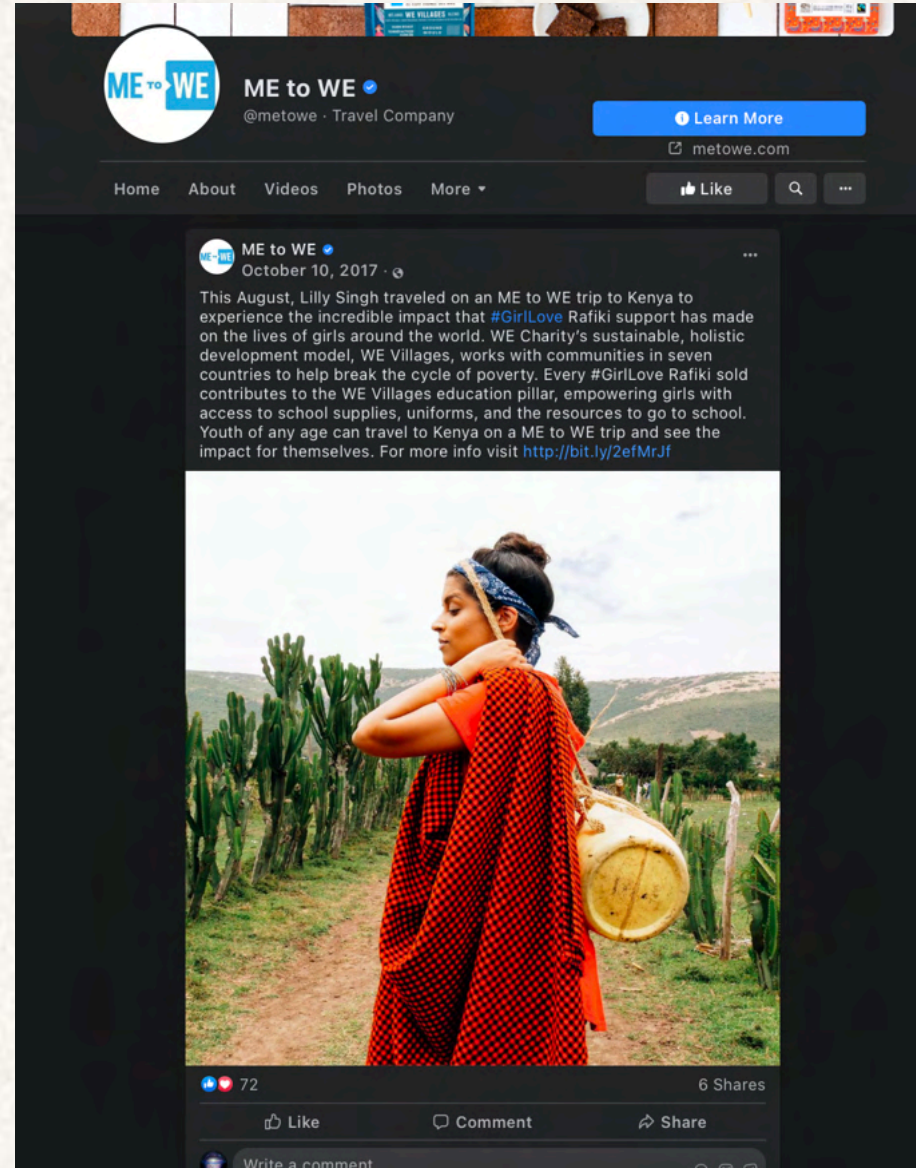 WE VILLAGES
ME TO WE
ME to WE
@metowe · Travel Company
Learn More
metowe.com
Home About Videos Photos More
Like
ME TO WE
ME to WE
October 10, 2017 ·
This August, Lilly Singh traveled on an ME to WE trip to Kenya to
experience the incredible impact that #GirlLove Rafiki support has made
on the lives of girls around the world. WE Charity's sustainable, holistic
development model, WE Villages, works with communities in seven
countries to help break the cycle of poverty. Every #GirlLove Rafiki sold
contributes to the WE Villages education pillar, empowering girls with
access to school supplies, uniforms, and the resources to go to school.
Youth of any age can travel to Kenya on a ME to WE trip and see the
impact for themselves. For more info visit http://bit.ly/2efMrJf
72 6 Shares
Like Comment Share
Write a comment